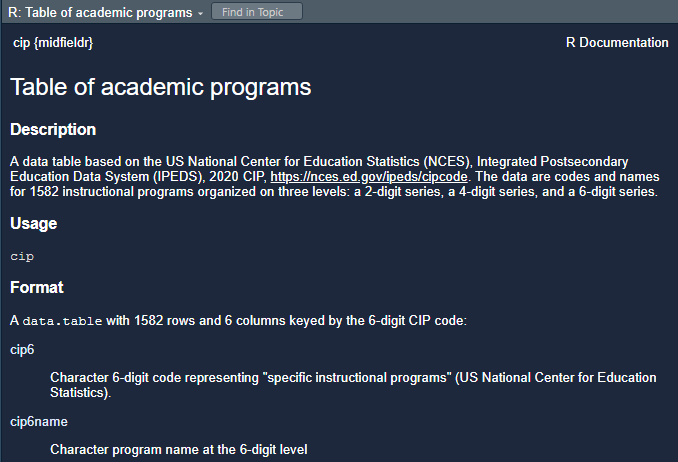 R: Table of academic programs
Find in Topic
cip {midfieldr}
R Documentation
Table of academic programs
Description
A data table based on the US National Center for Education Statistics (NCES), Integrated Postsecondary
Education Data System (IPEDS), 2020 CIP, https://nces.ed.gov/ipeds/cipcode. The data are codes and names
for 1582 instructional programs organized on three levels: a 2-digit series, a 4-digit series, and a 6-digit series.
Usage
cip
Format
A data.table with 1582 rows and 6 columns keyed by the 6-digit CIP code:
cip6
Character 6-digit code representing "specific instructional programs" (US National Center for Education
Statistics).
cip6name
Character program name at the 6-digit level